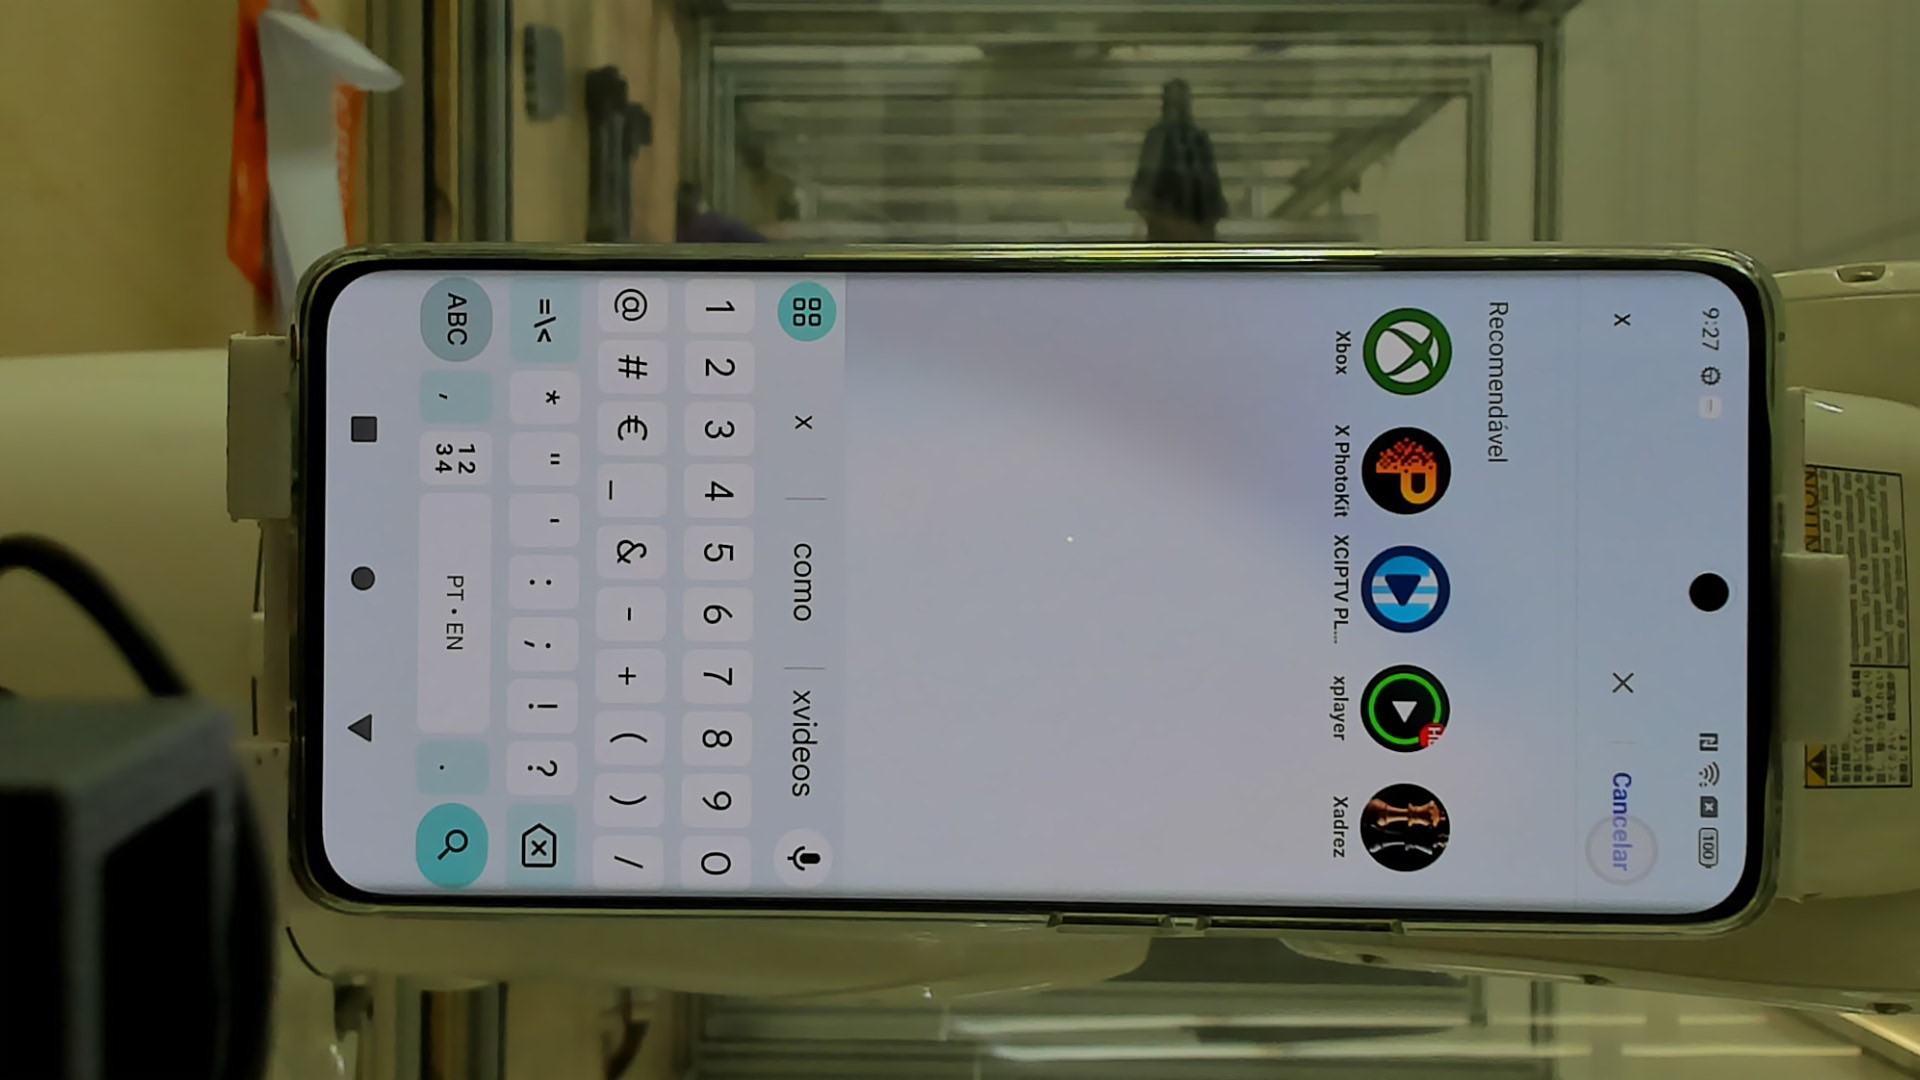 9:27
100
x
Cancelar
Recomendável
Xbox
X PhotoKit
XCIPTV PL...
xplayer
Xadrez
x
como
xvideos
1 2 3 4 5 6 7 8 9 0
@ # € _ & - + ( ) /
=\< * " ' : ; ! ?
ABC , 12 34 PT • EN .